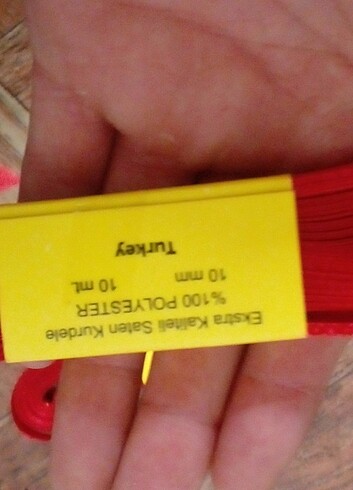 Ekstra Kaliteli Saten Kurdele
%100 POLYESTER
10 mm 10 mt.
Turkey